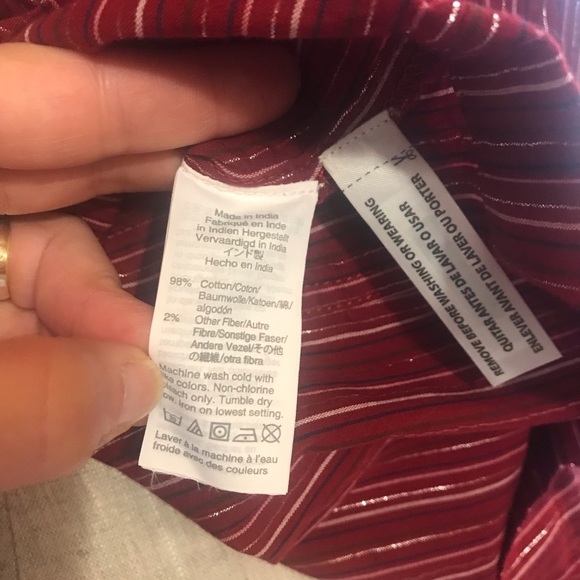 Made in India
Fabriqué en Inde
in Indien Hergestelt
Vervaardigd in India
インド製
Hecho en India
98% Cotton/Coton/
Baumwolle/Katoen/綿/
algodón
2% Other Fiber/Autre
Fibre/Sonstige Faser/
Andere Vezel/その他
の繊維/otra fibra
Machine wash cold with
colors. Non-chlorine
bleach only. Tumble dry
iron on lowest setting.
Laver à la machine à l'eau
froide avec des couleurs
REMOVE BEFORE WASHING OR WEARING
QUITAR ANTES DE LAVAR O USAR
ENLEVER AVANT DE LAVER OU PORTER